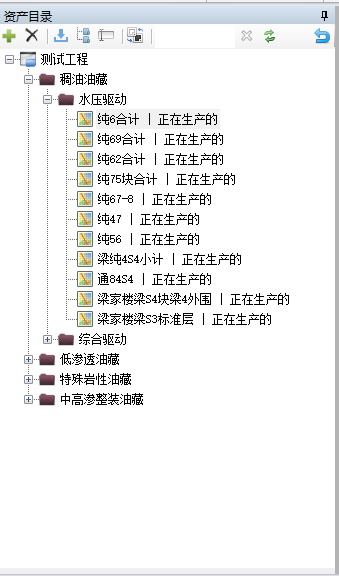 资产目录
测试工程
稠油油藏
水压驱动
纯6合计 | 正在生产的
纯69合计 | 正在生产的
纯62合计 | 正在生产的
纯75块合计 | 正在生产的
纯67-8 | 正在生产的
纯47 | 正在生产的
纯56 | 正在生产的
梁纯4S4小计 | 正在生产的
通84S4 | 正在生产的
梁家楼梁S4块梁4外围 | 正在生产的
梁家楼梁S3标准层 | 正在生产的
综合驱动
低渗透油藏
特殊岩性油藏
中高渗整装油藏